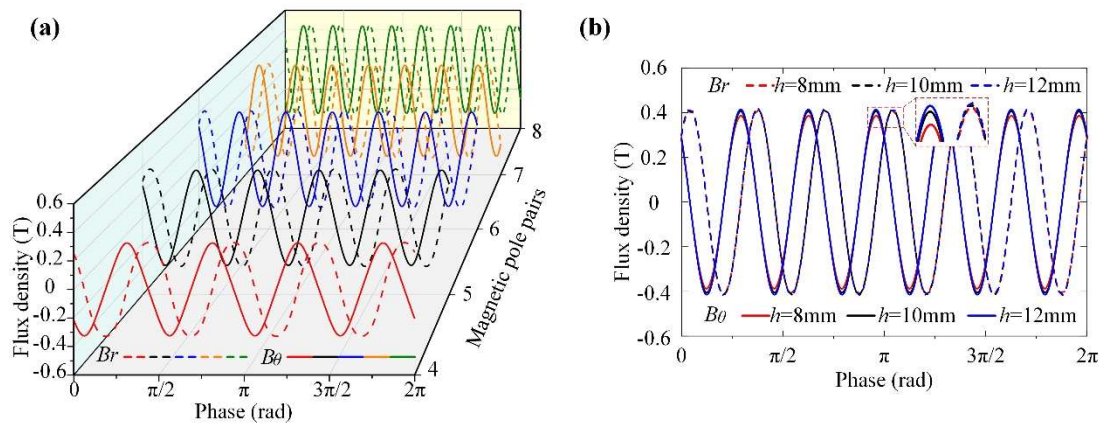 (a)
0.6
0.4
0.2
0
-0.2
-0.4
-0.6
Flux density (T)
Br
Bθ
0
π/2
π
3π/2
2π
Phase (rad)
4
5
6
7
8
Magnetic pole pairs
(b)
0.6
0.4
0.2
0
-0.2
-0.4
-0.6
Flux density (T)
Br h=8mm h=10mm h=12mm
Bθ h=8mm h=10mm h=12mm
0
π/2
π
3π/2
2π
Phase (rad)